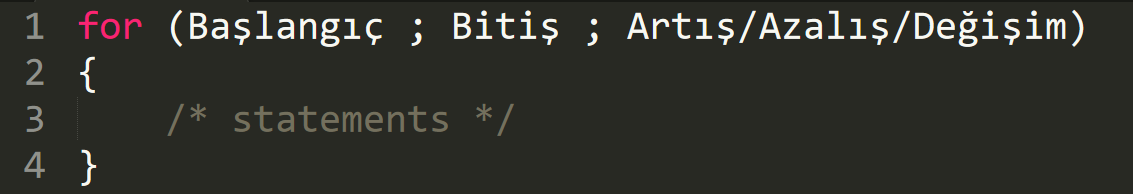 1 for (Başlangıç ; Bitiş ; Artış/Azalış/Değişim)
2 {
3     /* statements */
4 }